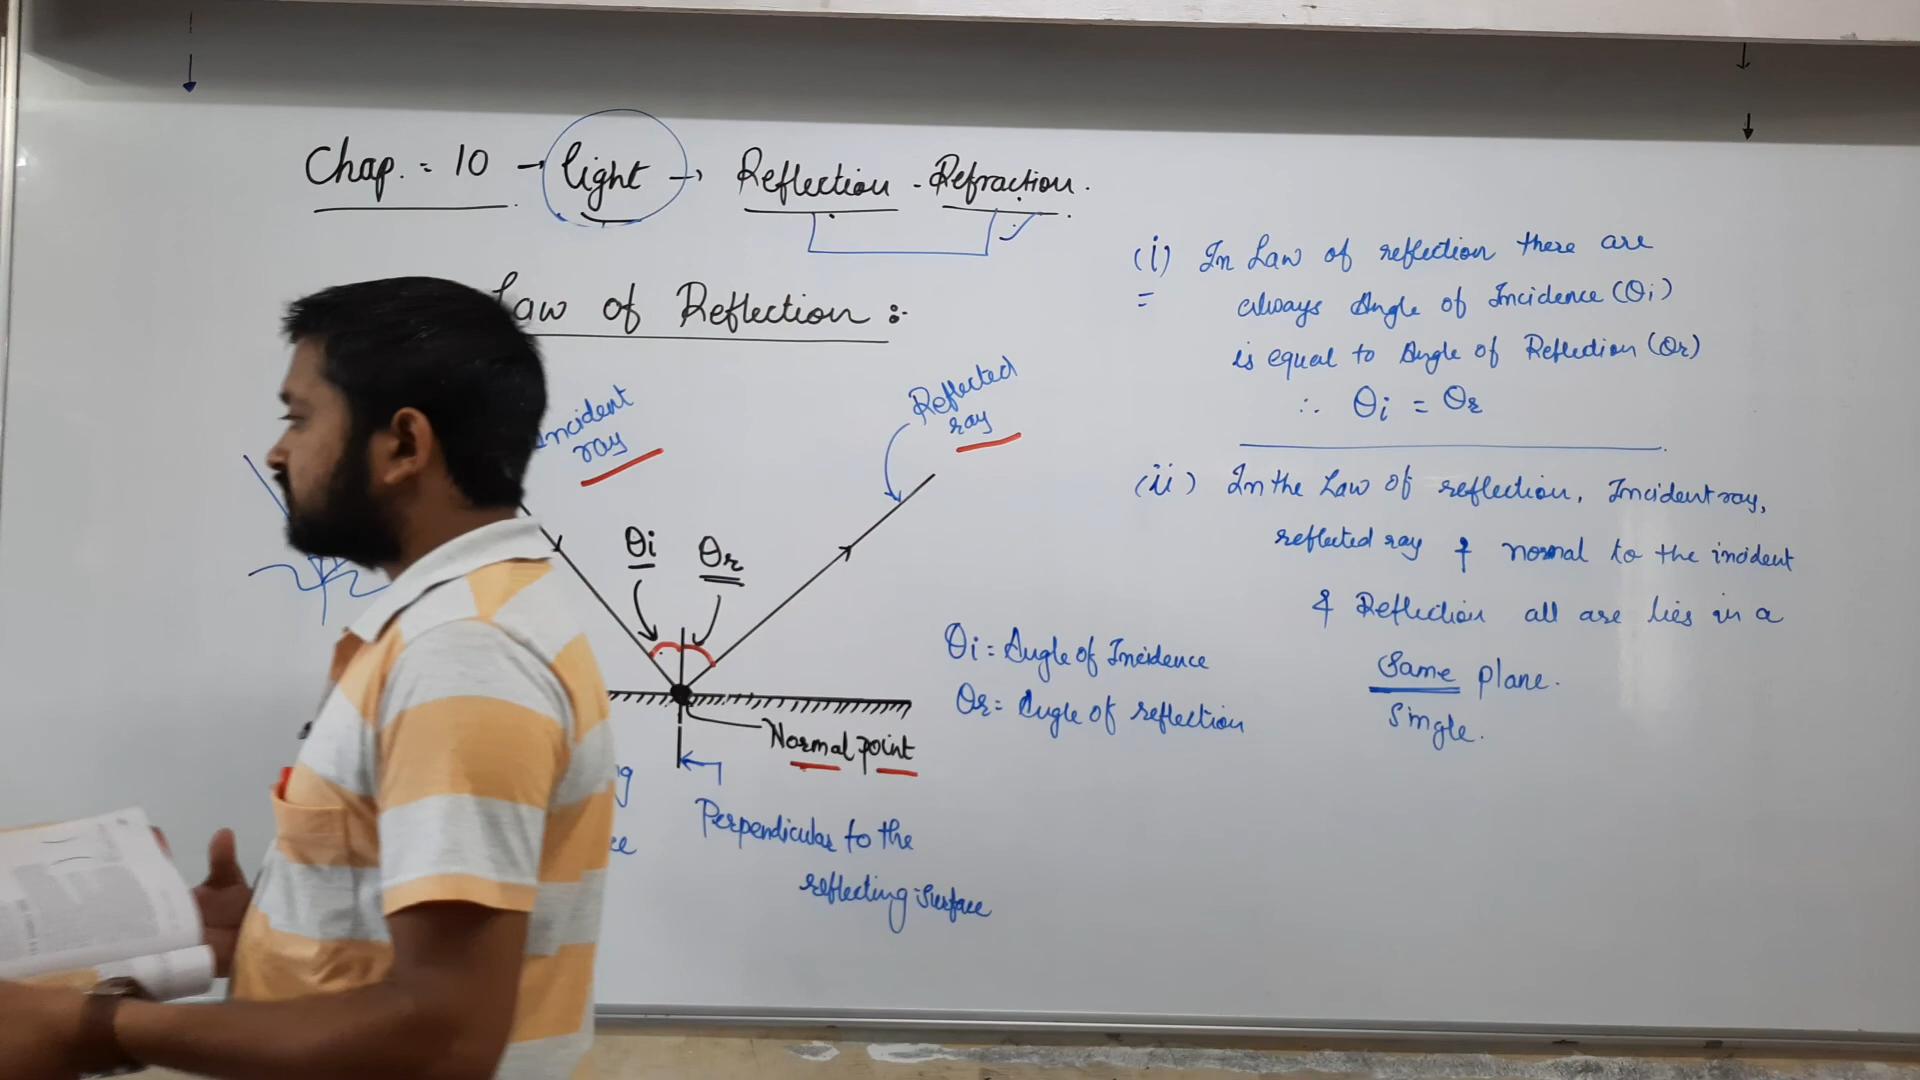 Chap. = 10 → light → Reflection - Refraction.
Law of Reflection :-
Incident
ray
Reflected
ray
θi
θr
Normal point
Perpendicular to the
reflecting surface
θi = Angle of Incidence
θr = Angle of reflection
(i) In Law of reflection there are
always Angle of Incidence (θi)
is equal to Angle of Reflection (θr)
∴ θi = θr
(ii) In the Law of reflection, Incident ray,
reflected ray & normal to the incident
& Reflection all are lies in a
Same plane.
Single.